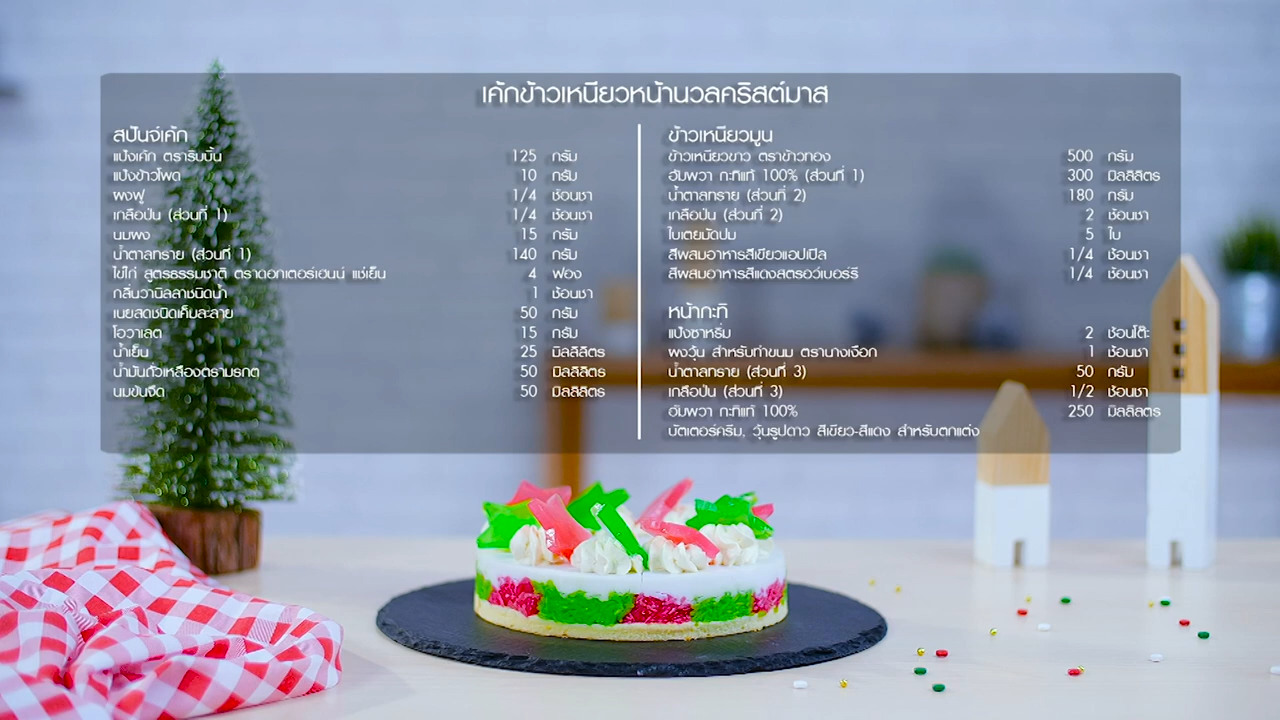 เค้กข้าวเหนียวหน้านวลคริสต์มาส
สปันจ์เค้ก
แป้งเค้ก ตราริบบิ้น 125 กรัม
แป้งข้าวโพด 10 กรัม
ผงฟู 1/4 ช้อนชา
เกลือป่น (ส่วนที่ 1) 1/4 ช้อนชา
นมผง 15 กรัม
น้ำตาลทราย (ส่วนที่ 1) 140 กรัม
ไข่ไก่ สูตรธรรมชาติ ตราดอกเตอร์เฮนน์ แช่เย็น 4 ฟอง
กลิ่นวานิลลาชนิดน้ำ 1 ช้อนชา
เนยสดชนิดเค็มละลาย 50 กรัม
โอวาเลต 15 กรัม
น้ำเย็น 25 มิลลิลิตร
น้ำมันถั่วเหลืองตรามรกต 50 มิลลิลิตร
นมข้นจืด 50 มิลลิลิตร
ข้าวเหนียวมูน
ข้าวเหนียวขาว ตราข้าวทอง 500 กรัม
อัมพวา กะทิแท้ 100% (ส่วนที่ 1) 300 มิลลิลิตร
น้ำตาลทราย (ส่วนที่ 2) 180 กรัม
เกลือป่น (ส่วนที่ 2) 2 ช้อนชา
ใบเตยมัดปม 5 ใบ
สีผสมอาหารสีเขียวแอปเปิล 1/4 ช้อนชา
สีผสมอาหารสีแดงสตรอว์เบอร์รี 1/4 ช้อนชา
หน้ากะทิ
แป้งซาหริ่ม 2 ช้อนโต๊ะ
ผงวุ้น สำหรับทำขนม ตรานางเงือก 1 ช้อนชา
น้ำตาลทราย (ส่วนที่ 3) 50 กรัม
เกลือป่น (ส่วนที่ 3) 1/2 ช้อนชา
อัมพวา กะทิแท้ 100% 250 มิลลิลิตร
บัตเตอร์ครีม, วุ้นรูปดาว สีเขียว-สีแดง สำหรับตกแต่ง